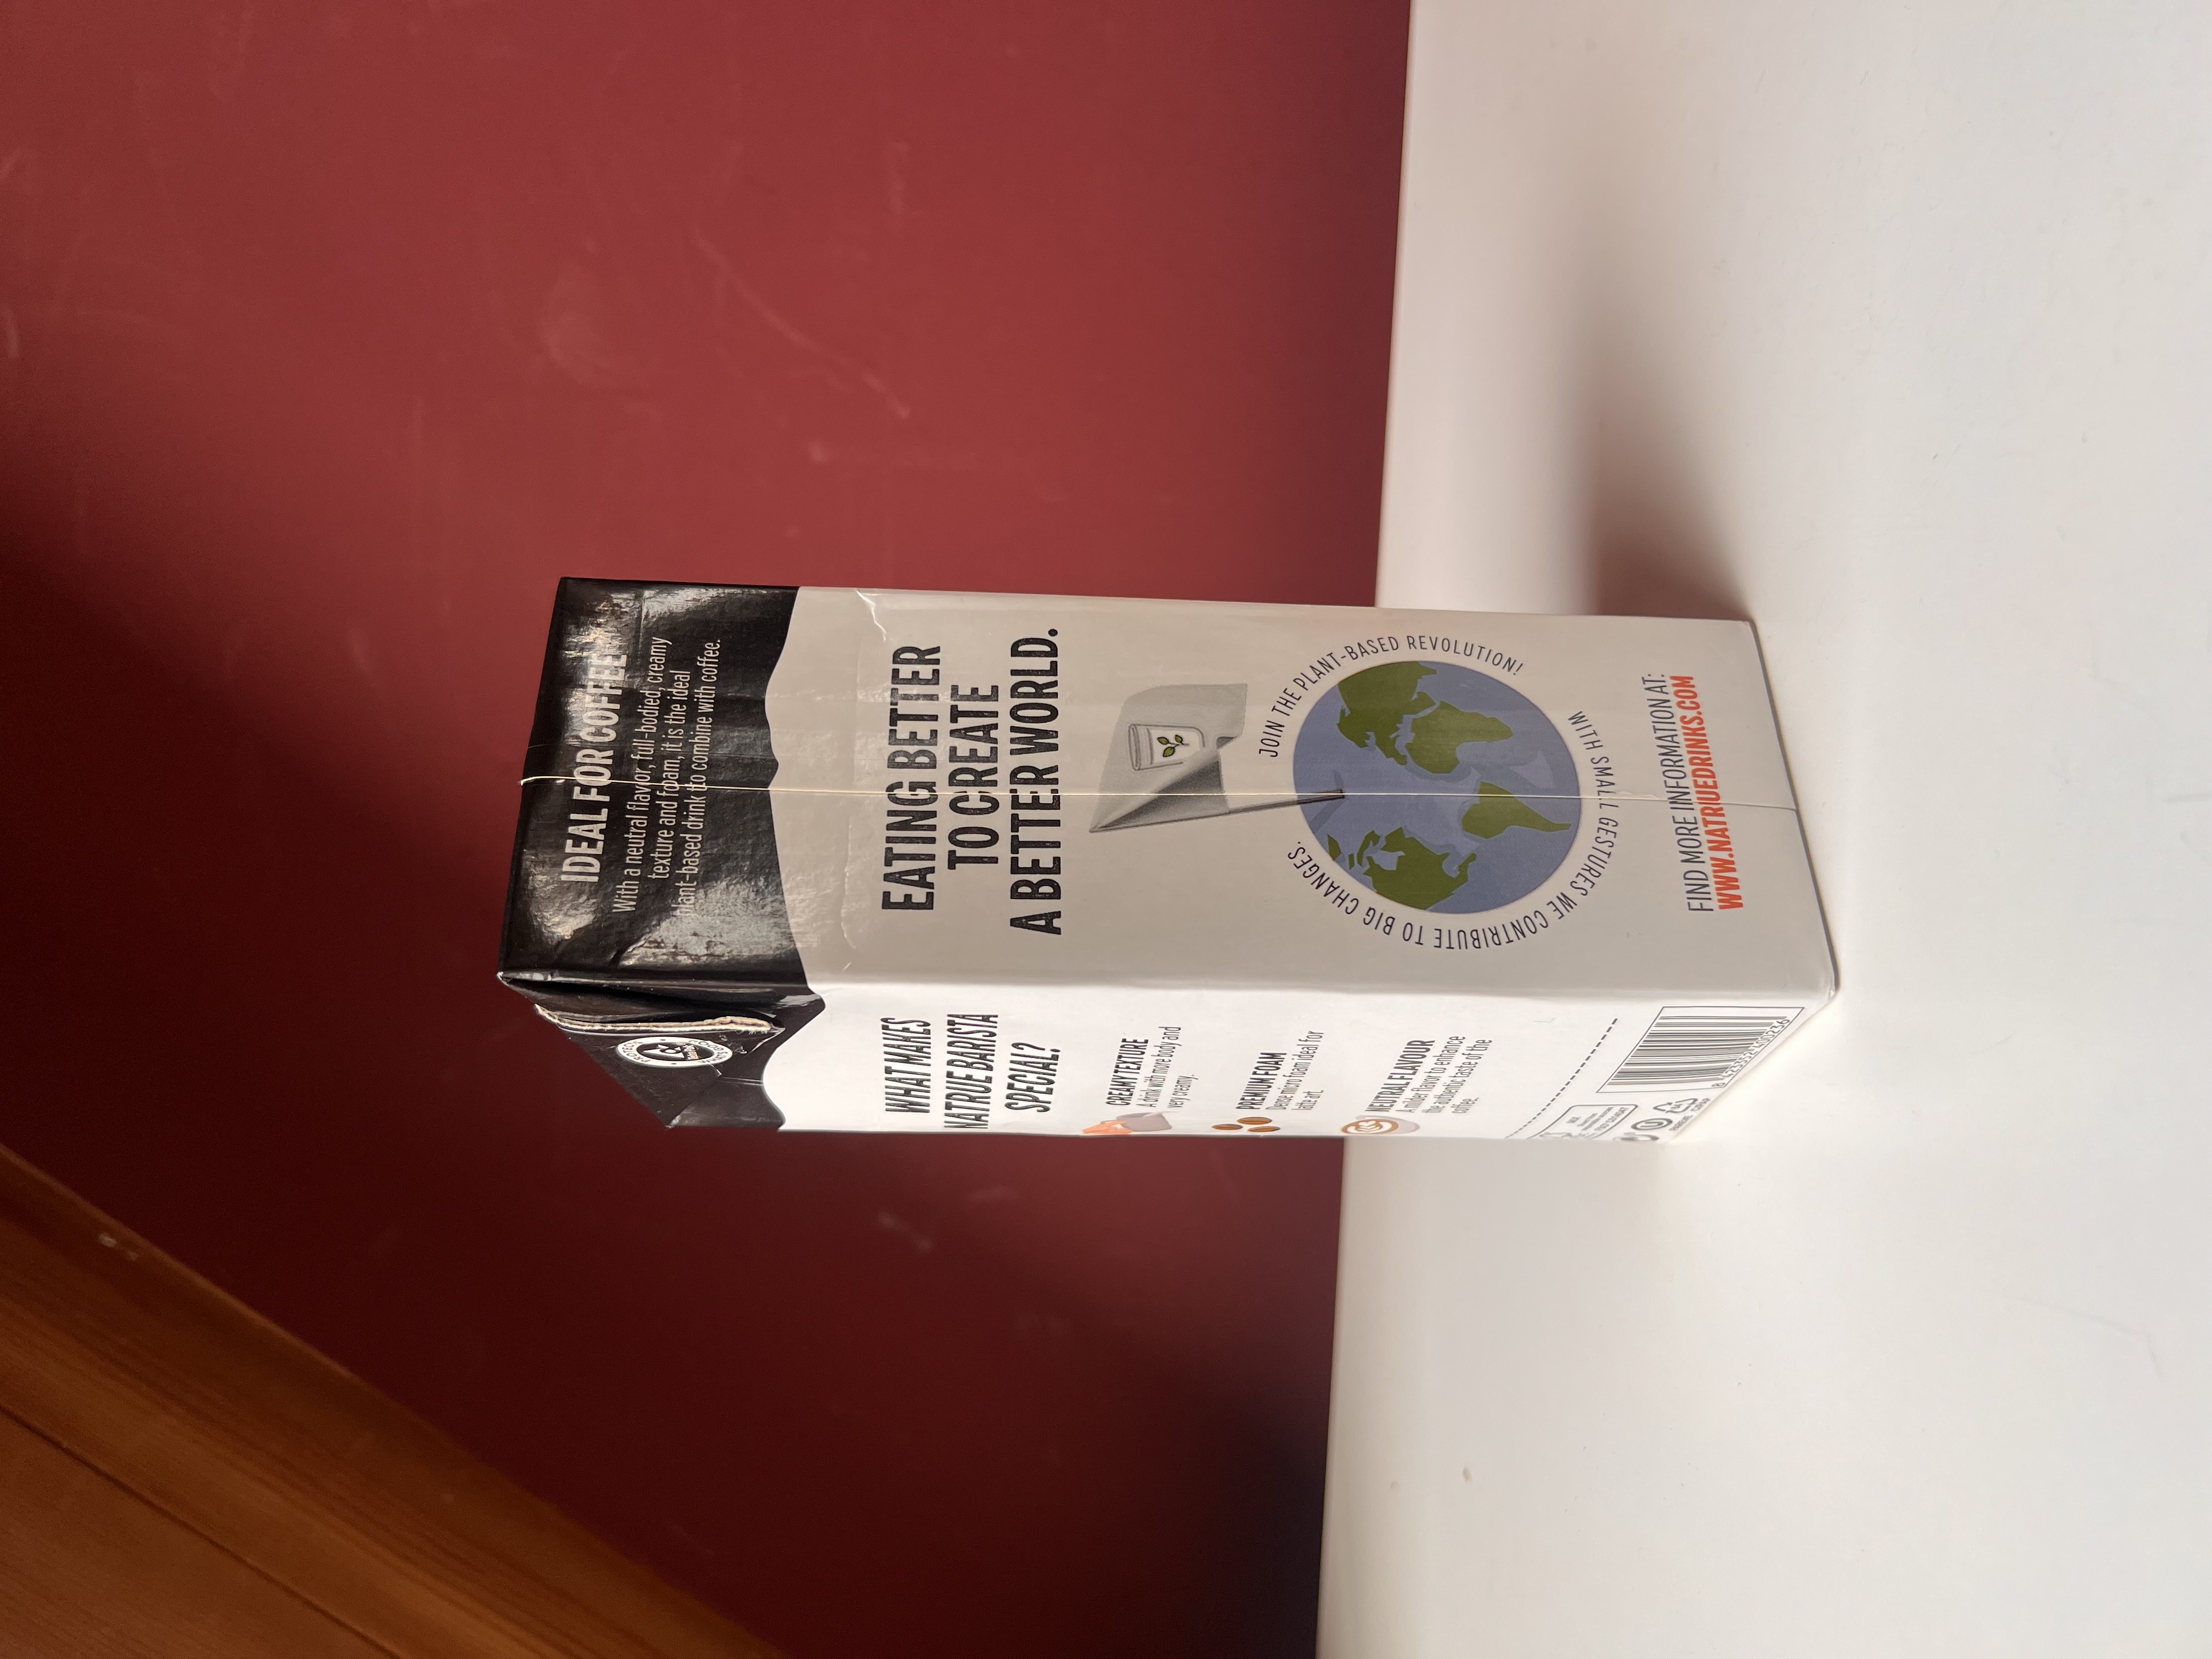 IDEAL FOR COFFEE
With a neutral flavor, full-bodied, creamy
texture and foam, it is the ideal
plant-based drink to combine with coffee.
EATING BETTER
TO CREATE
A BETTER WORLD.
JOIN THE PLANT-BASED REVOLUTION!
WITH SMALL GESTURES WE CONTRIBUTE TO BIG CHANGES.
FIND MORE INFORMATION AT:
WWW.NATRUEDRINKS.COM
Tetra Pak
WHAT MAKES
NATRUE BARISTA
SPECIAL?
CREAMY TEXTURE
A drink with more body and
very creamy.
PREMIUM FOAM
Dense micro foam ideal for
latte art.
NEUTRAL FLAVOUR
A milder flavor to enhance
the authentic taste of the
coffee.
MIX